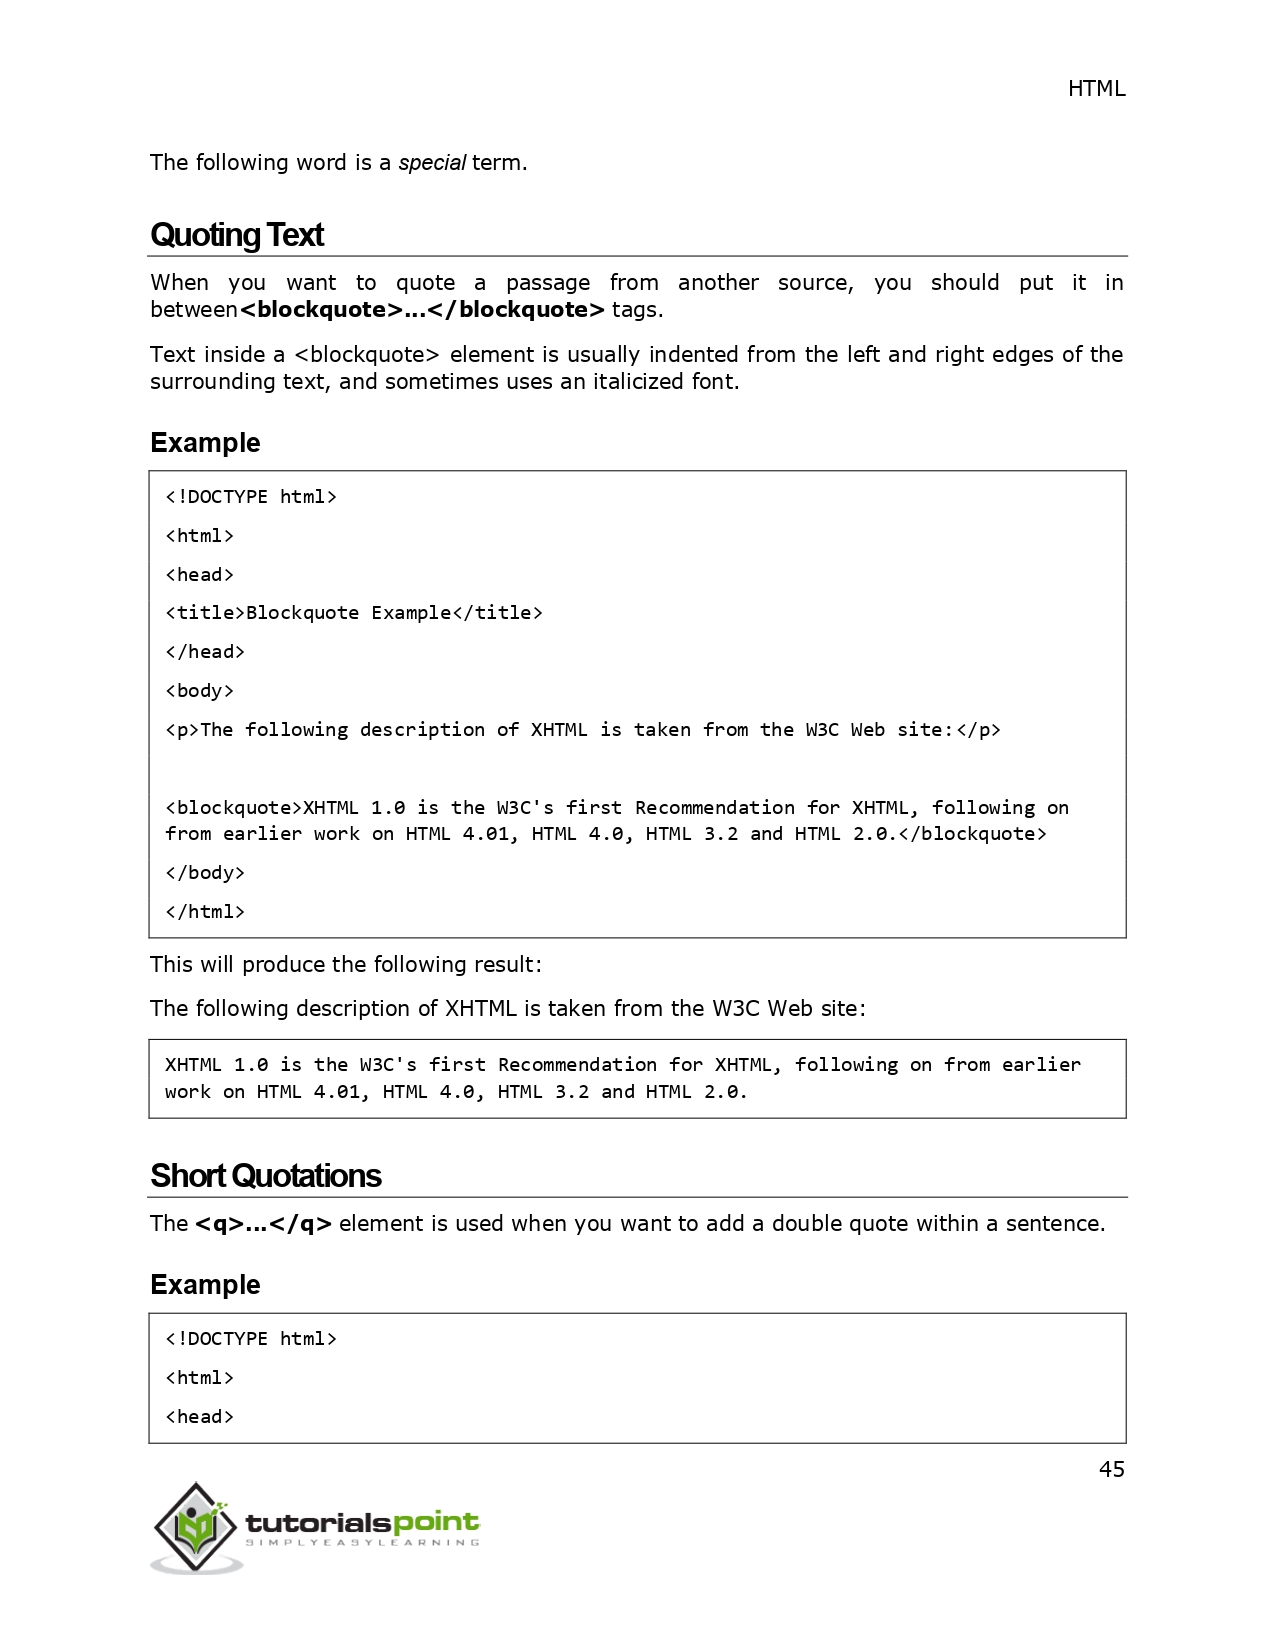 HTML
The following word is a special term.
Quoting Text
When you want to quote a passage from another source, you should put it in
between<blockquote>...</blockquote> tags.
Text inside a <blockquote> element is usually indented from the left and right edges of the
surrounding text, and sometimes uses an italicized font.
Example
<!DOCTYPE html>
<html>
<head>
<title>Blockquote Example</title>
</head>
<body>
<p>The following description of XHTML is taken from the W3C Web site:</p>
<blockquote>XHTML 1.0 is the W3C's first Recommendation for XHTML, following on
from earlier work on HTML 4.01, HTML 4.0, HTML 3.2 and HTML 2.0.</blockquote>
</body>
</html>
This will produce the following result:
The following description of XHTML is taken from the W3C Web site:
XHTML 1.0 is the W3C's first Recommendation for XHTML, following on from earlier
work on HTML 4.01, HTML 4.0, HTML 3.2 and HTML 2.0.
Short Quotations
The <q>...</q> element is used when you want to add a double quote within a sentence.
Example
<!DOCTYPE html>
<html>
<head>
45
tutorialspoint
SIMPLYEASYLEARNING